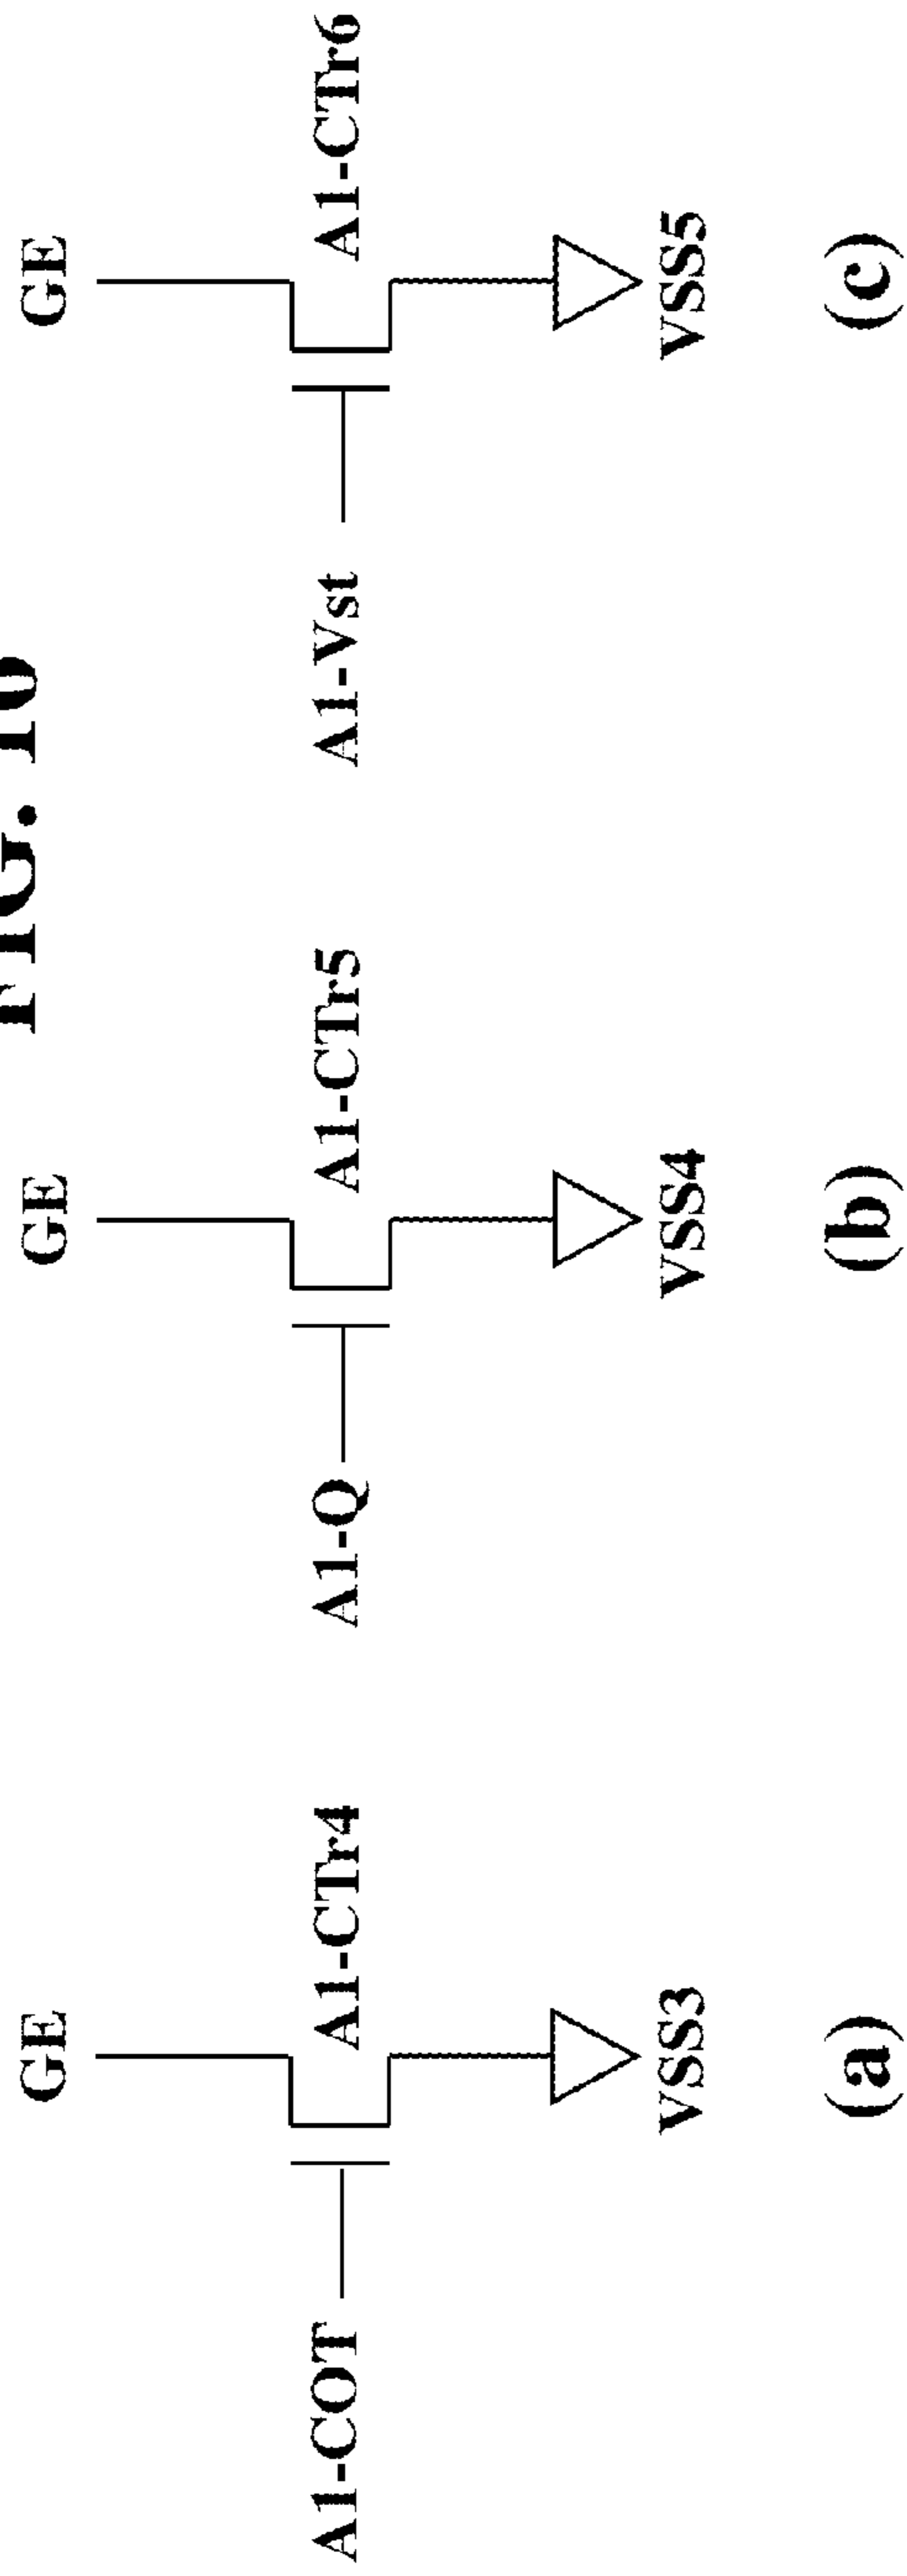 FIG. 10
GE
A1-COT
A1-CTr4
VSS3
(a)
GE
A1-Q
A1-CTr5
VSS4
(b)
GE
A1-Vst
A1-CTr6
VSS5
(c)